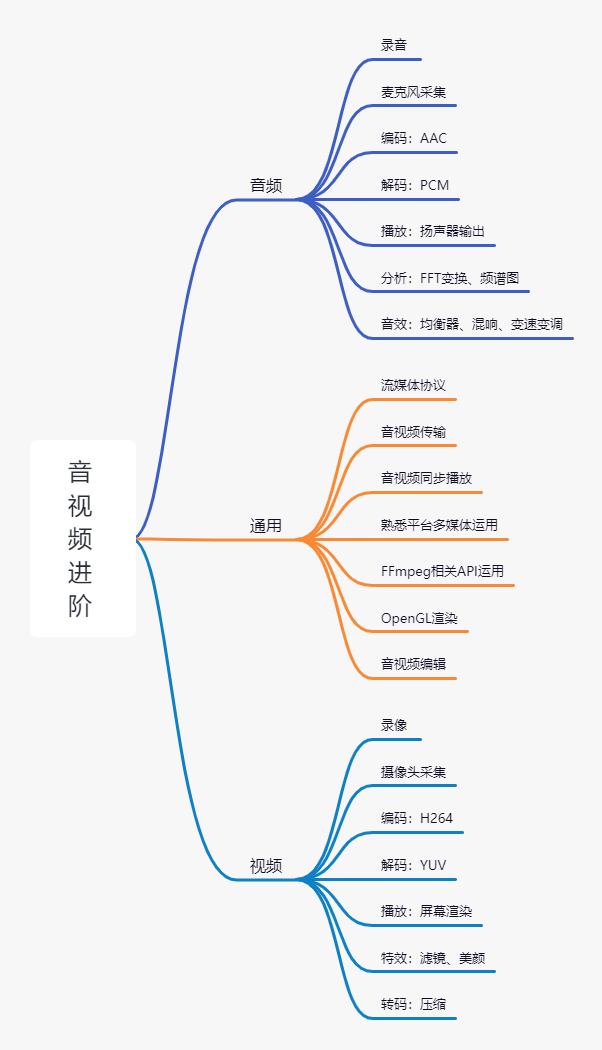 音视频进阶
音频
录音
麦克风采集
编码：AAC
解码：PCM
播放：扬声器输出
分析：FFT变换、频谱图
音效：均衡器、混响、变速变调
通用
流媒体协议
音视频传输
音视频同步播放
熟悉平台多媒体运用
FFmpeg相关API运用
OpenGL渲染
音视频编辑
视频
录像
摄像头采集
编码：H264
解码：YUV
播放：屏幕渲染
特效：滤镜、美颜
转码：压缩